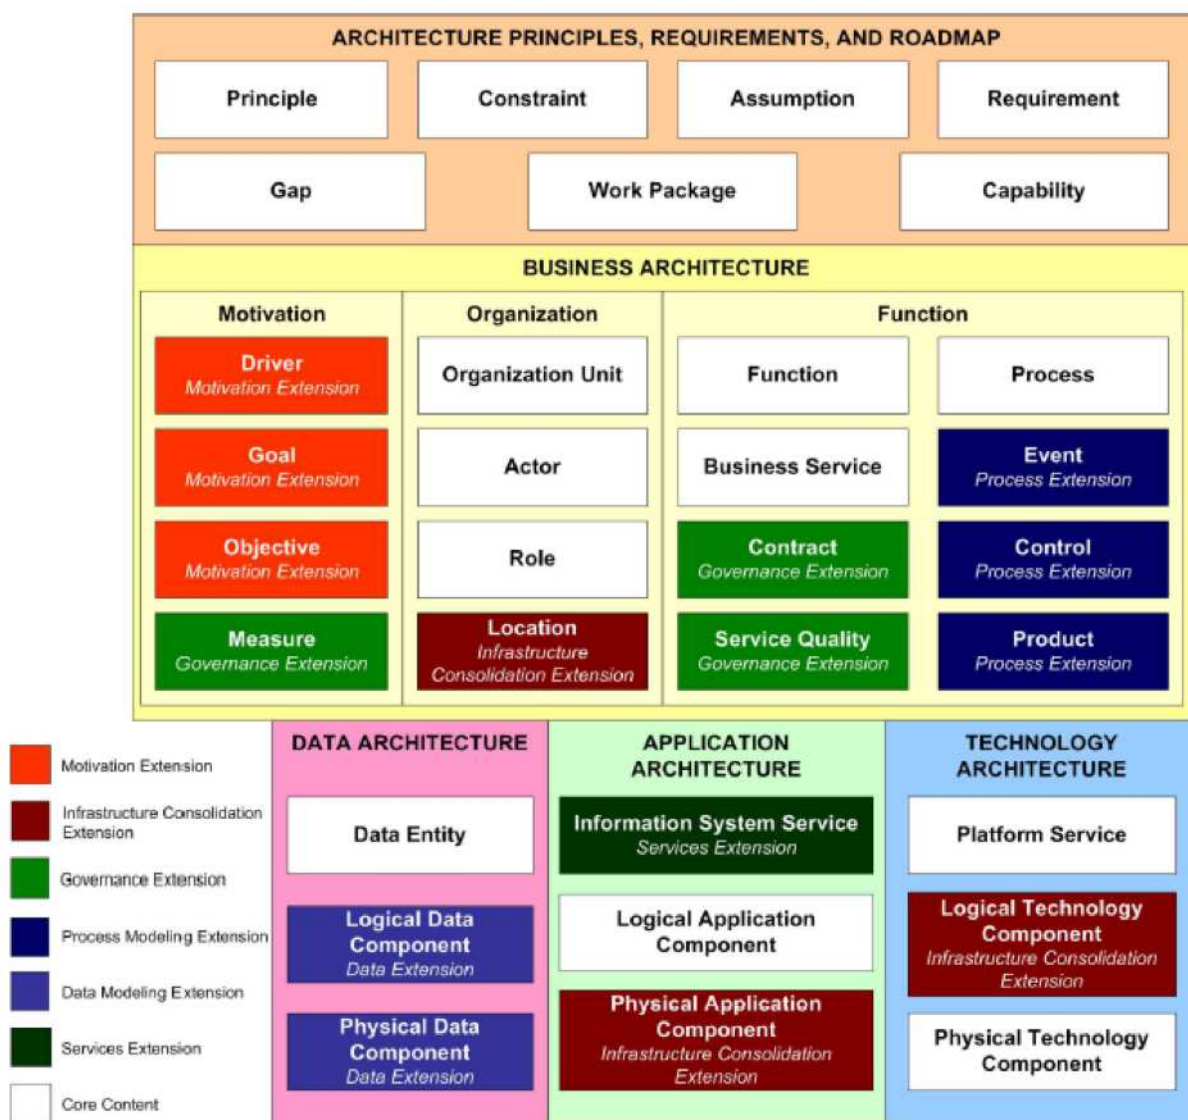 ARCHITECTURE PRINCIPLES, REQUIREMENTS, AND ROADMAP
Principle
Constraint
Assumption
Requirement
Gap
Work Package
Capability
BUSINESS ARCHITECTURE
Motivation
Organization
Function
Driver
Motivation Extension
Organization Unit
Function
Process
Goal
Motivation Extension
Actor
Business Service
Event
Process Extension
Objective
Motivation Extension
Role
Contract
Governance Extension
Control
Process Extension
Measure
Governance Extension
Location
Infrastructure
Consolidation Extension
Service Quality
Governance Extension
Product
Process Extension
Motivation Extension
Infrastructure Consolidation
Extension
Governance Extension
Process Modeling Extension
Data Modeling Extension
Services Extension
Core Content
DATA ARCHITECTURE
Data Entity
Logical Data
Component
Data Extension
Physical Data
Component
Data Extension
APPLICATION
ARCHITECTURE
Information System Service
Services Extension
Logical Application
Component
Physical Application
Component
Infrastructure Consolidation
Extension
TECHNOLOGY
ARCHITECTURE
Platform Service
Logical Technology
Component
Infrastructure Consolidation
Extension
Physical Technology
Component